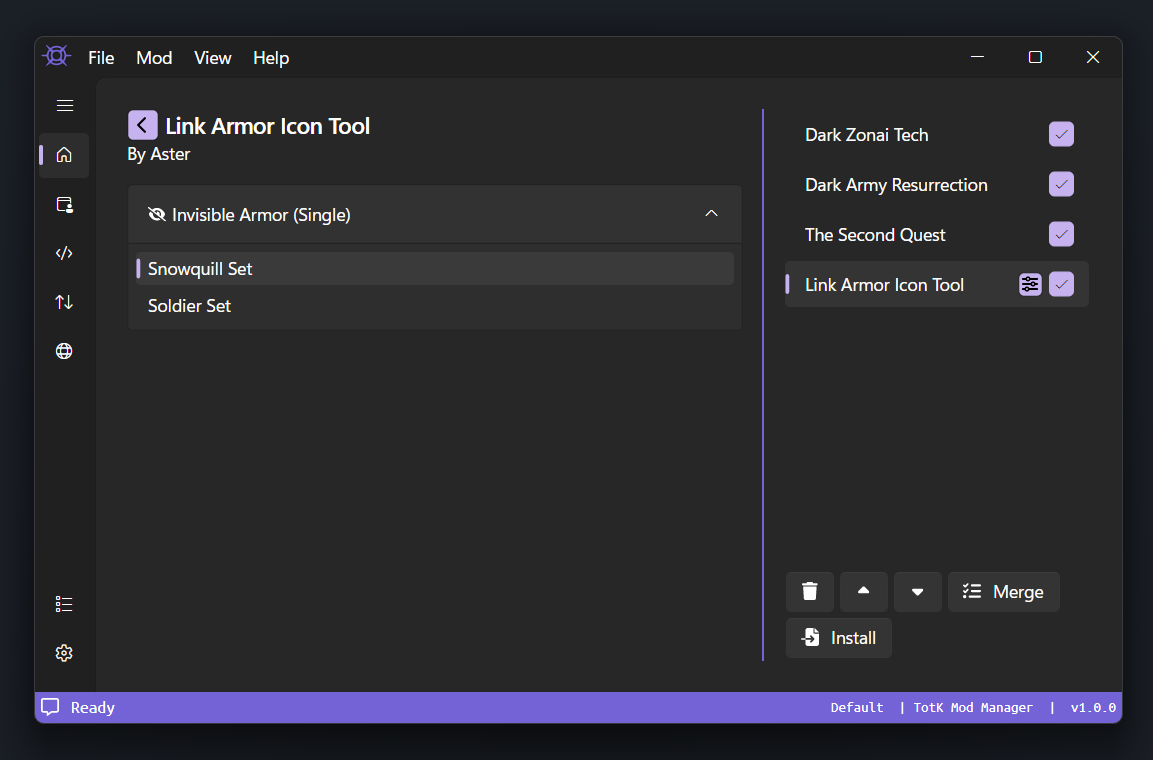 File Mod View Help
Link Armor Icon Tool
By Aster
Invisible Armor (Single)
Snowquill Set
Soldier Set
Dark Zonai Tech
Dark Army Resurrection
The Second Quest
Link Armor Icon Tool
Merge
Install
Ready
Default | TotK Mod Manager | v1.0.0